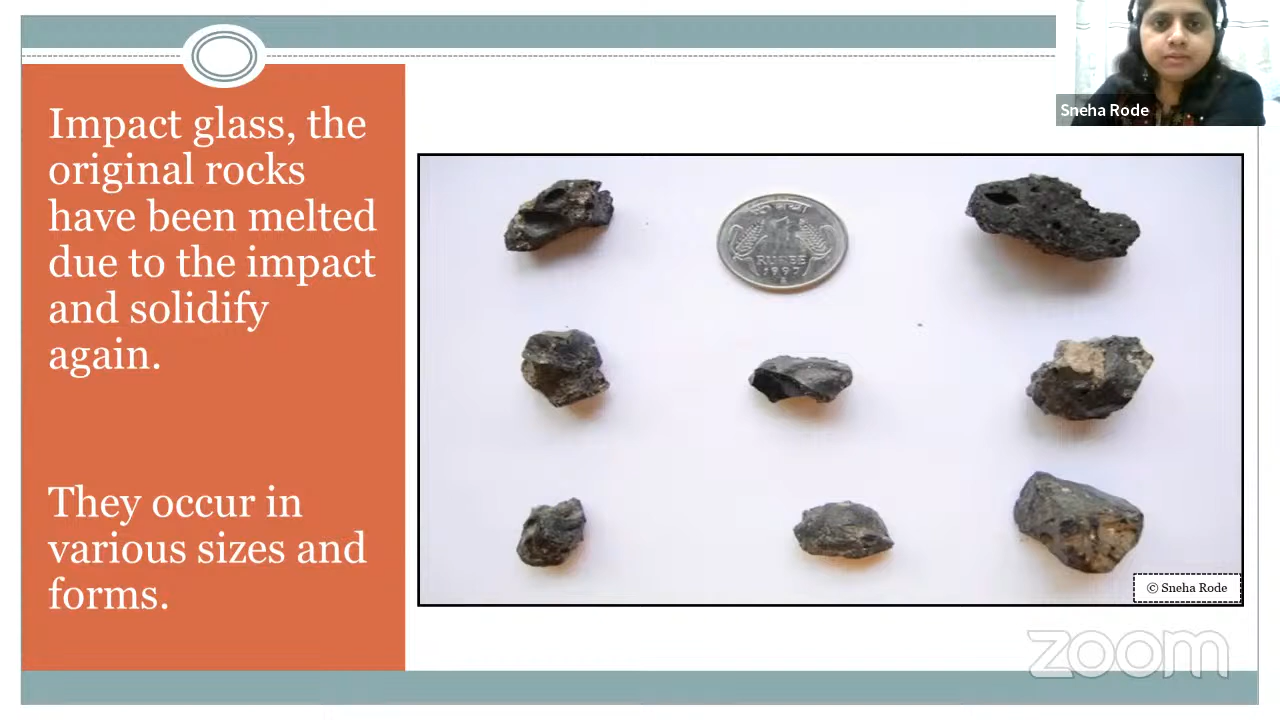 Sneha Rode
Impact glass, the
original rocks
have been melted
due to the impact
and solidify
again.
They occur in
various sizes and
forms.
RUPEE
1997
© Sneha Rode
zoom